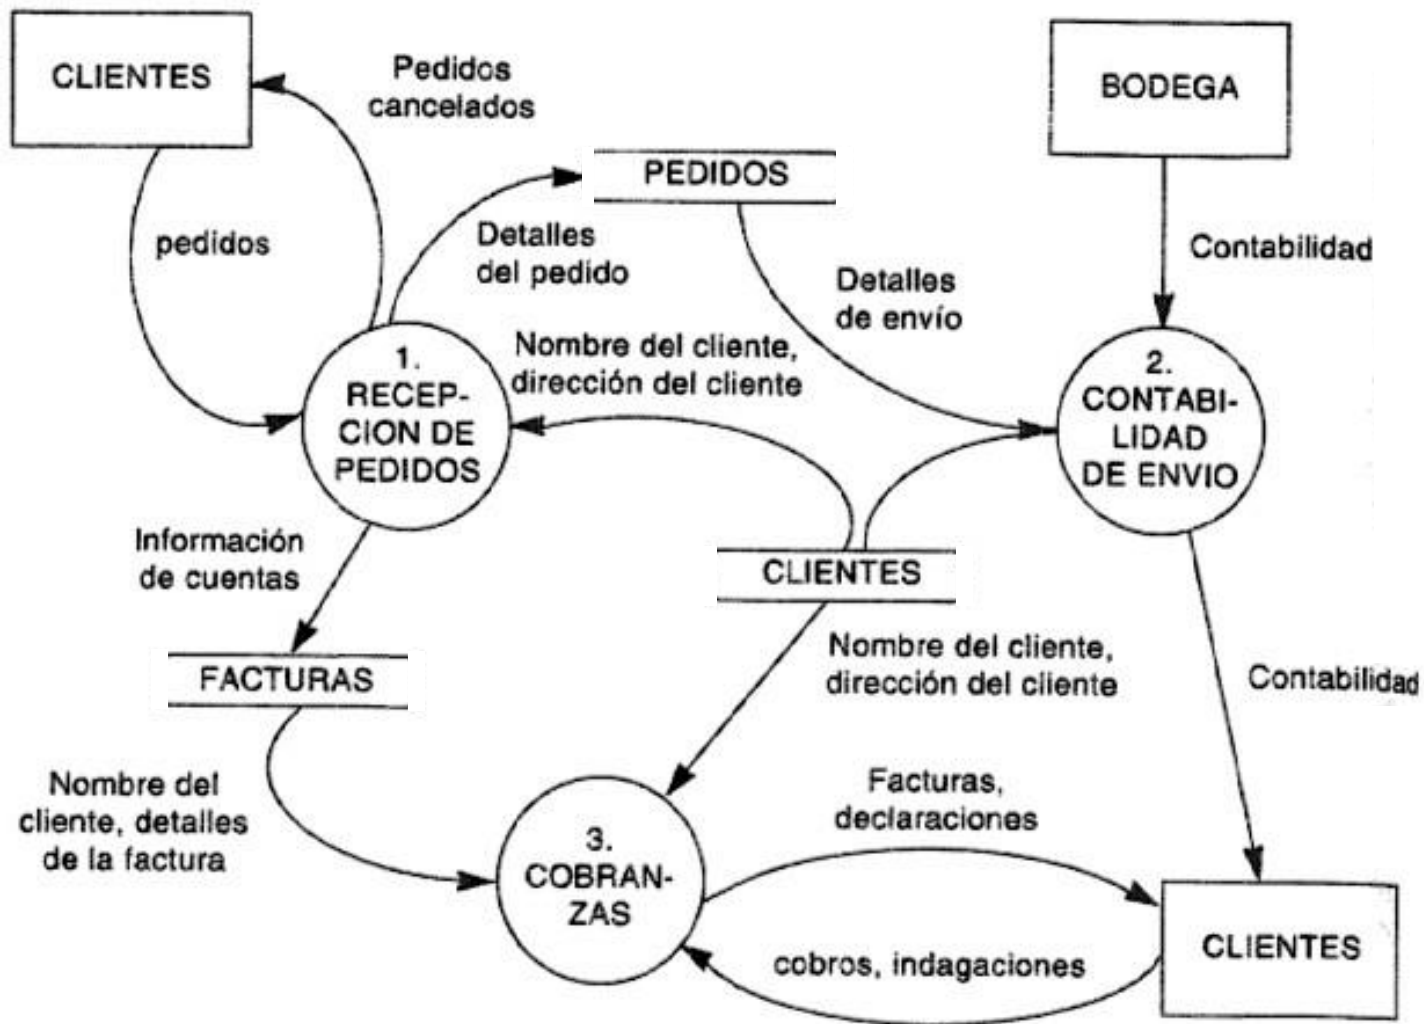 CLIENTES
Pedidos
cancelados
BODEGA
PEDIDOS
pedidos
Detalles
del pedido
Detalles
de envío
Contabilidad
Nombre del cliente,
dirección del cliente
1.
RECEP-
CION DE
PEDIDOS
2.
CONTABI-
LIDAD
DE ENVIO
Información
de cuentas
CLIENTES
FACTURAS
Nombre del cliente,
dirección del cliente
Contabilidad
Nombre del
cliente, detalles
de la factura
Facturas,
declaraciones
3.
COBRAN-
ZAS
cobros, indagaciones
CLIENTES